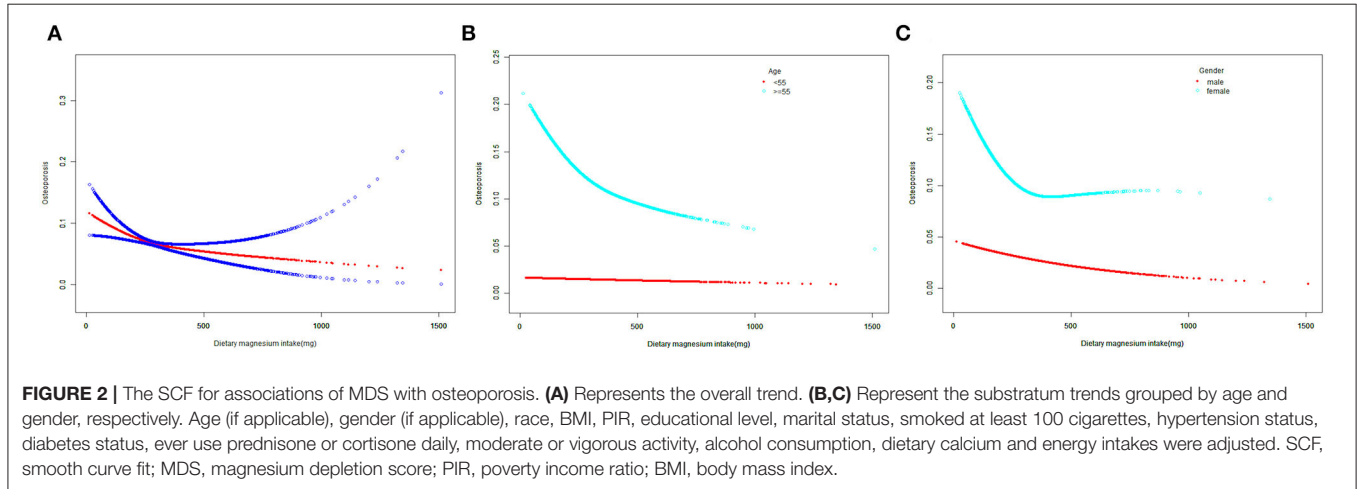 A
Osteoporosis
0.3
0.2
0.1
0.0
0
500
1000
1500
Dietary magnesium intake(mg)
B
Osteoporosis
0.25
0.20
0.15
0.10
0.05
0.00
Age
<55
>=55
0
500
1000
1500
Dietary magnesium intake(mg)
C
Osteoporosis
0.20
0.15
0.10
0.05
0.00
Gender
male
female
0
500
1000
1500
Dietary magnesium intake(mg)
FIGURE 2 | The SCF for associations of MDS with osteoporosis. (A) Represents the overall trend. (B,C) Represent the substratum trends grouped by age and
gender, respectively. Age (if applicable), gender (if applicable), race, BMI, PIR, educational level, marital status, smoked at least 100 cigarettes, hypertension status,
diabetes status, ever use prednisone or cortisone daily, moderate or vigorous activity, alcohol consumption, dietary calcium and energy intakes were adjusted. SCF,
smooth curve fit; MDS, magnesium depletion score; PIR, poverty income ratio; BMI, body mass index.